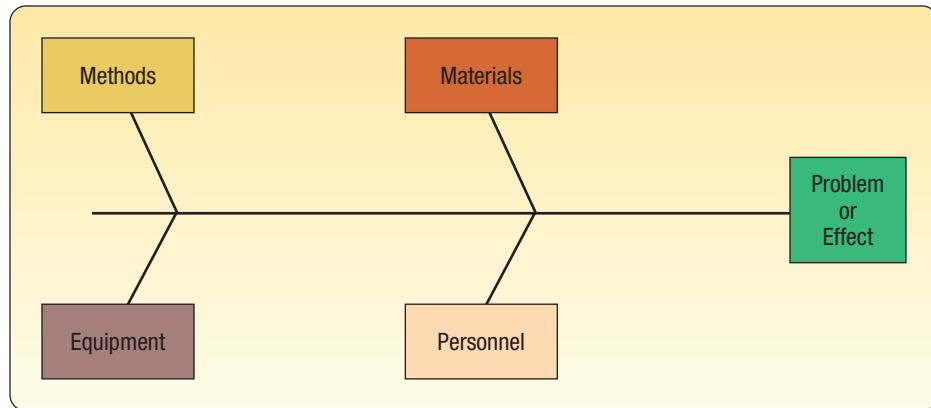 Methods
Materials
Problem
or
Effect
Equipment
Personnel